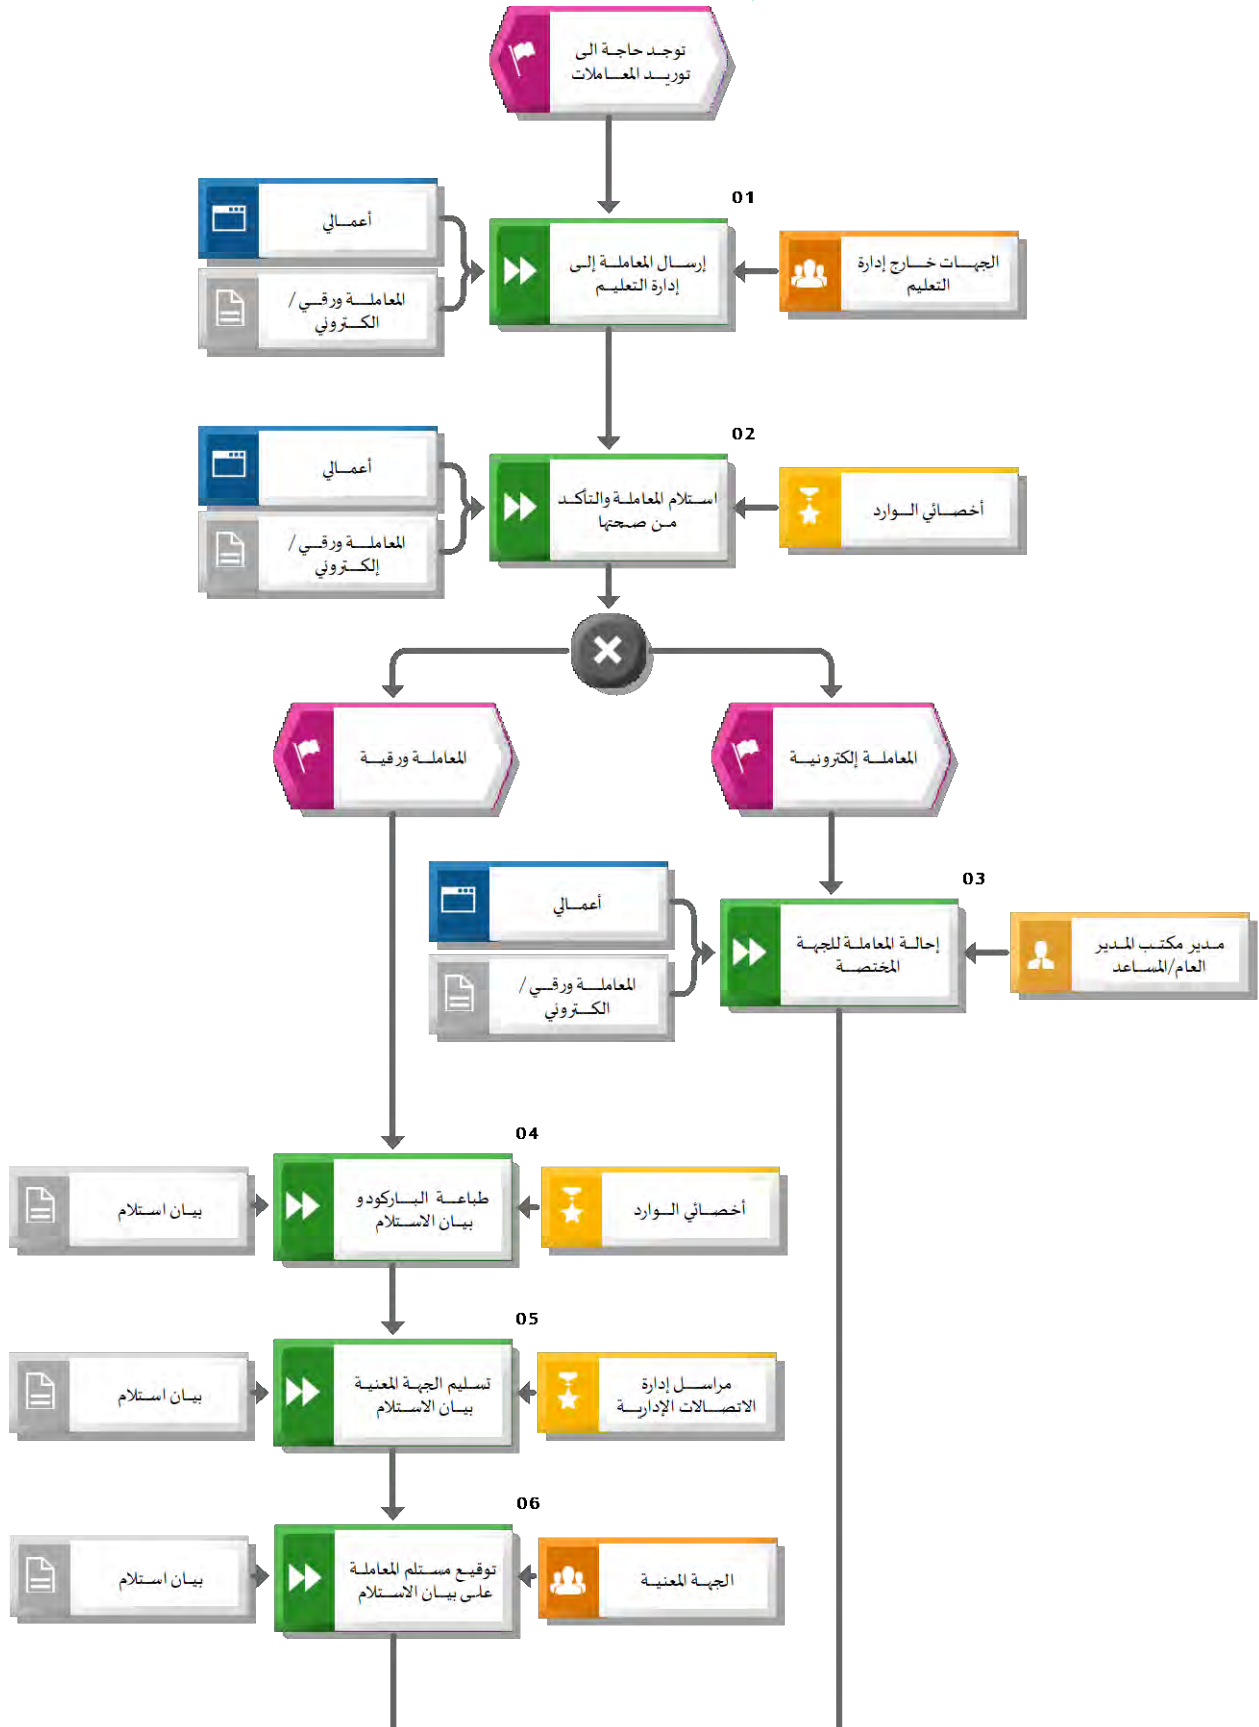 توجد حاجة الى
توريد المعاملات
01
أعمالي
إرسال المعاملة إلى
إدارة التعليم
الجهات خارج إدارة
التعليم
المعاملة ورقي /
الكتروني
02
أعمالي
استلام المعاملة والتأكد
من صحتها
أخصائي الوارد
المعاملة ورقي /
إلكتروني
المعاملة إلكترونية
المعاملة ورقية
03
أعمالي
إحالة المعاملة للجهة
المختصة
مدير مكتب المدير
العام/المساعد
المعاملة ورقي /
الكتروني
04
أخصائي الوارد
طباعة الباركود و
بيان الاستلام
بيان استلام
05
مراسل إدارة
الاتصالات الإدارية
تسليم الجهة المعنية
بيان الاستلام
بيان استلام
06
الجهة المعنية
توقيع مستلم المعاملة
على بيان الاستلام
بيان استلام